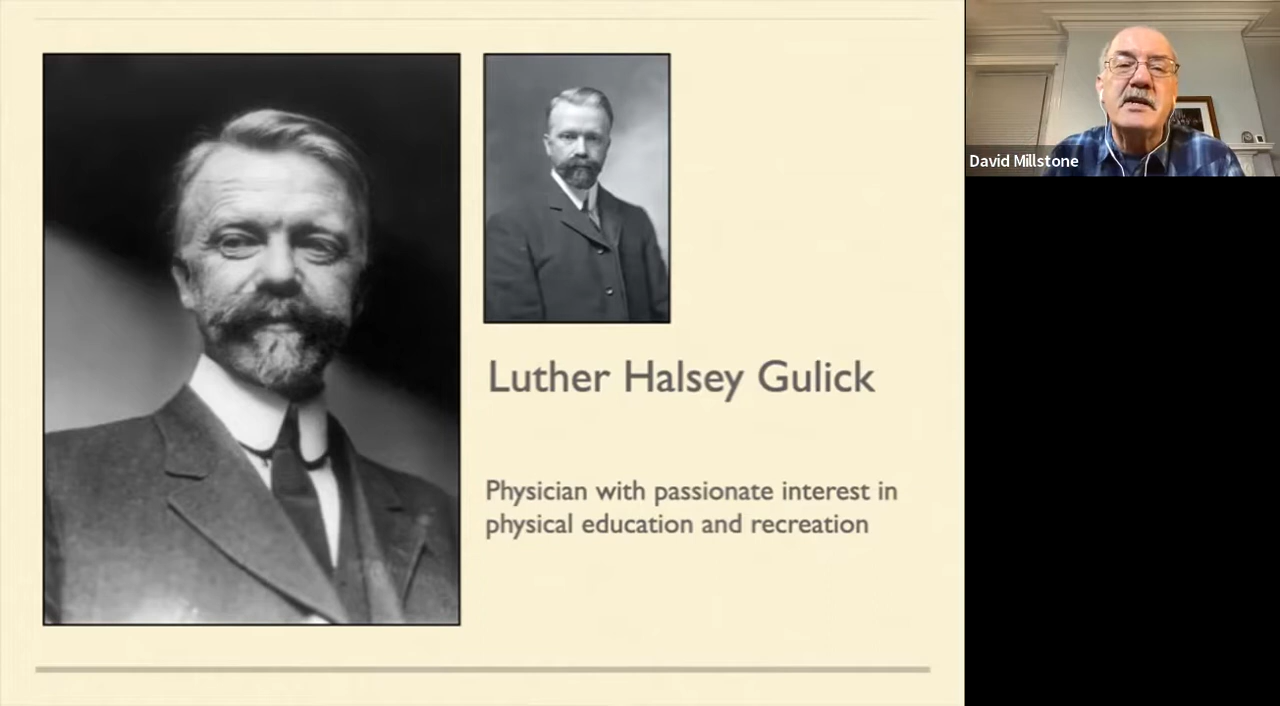 Luther Halsey Gulick
Physician with passionate interest in
physical education and recreation
David Millstone